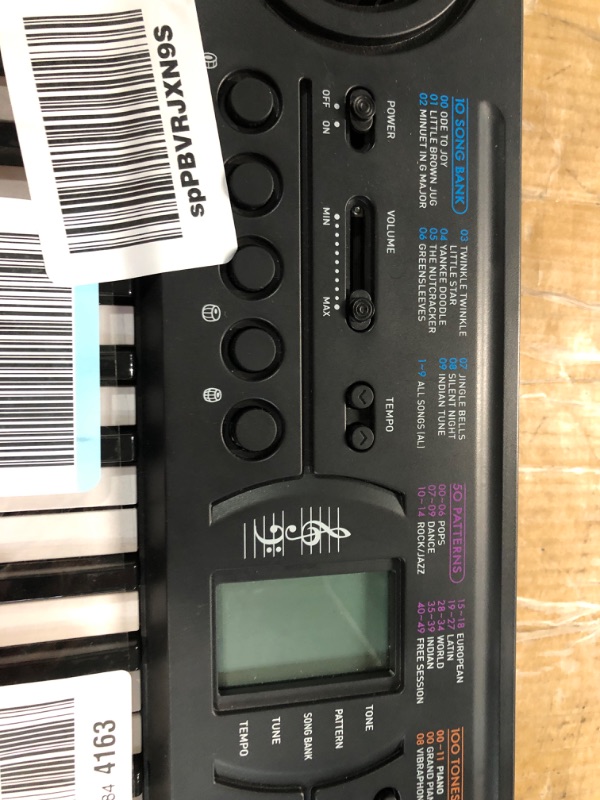 10 SONG BANK
00 ODE TO JOY
01 LITTLE BROWN JUG
02 MINUET IN G MAJOR
03 TWINKLE TWINKLE
LITTLE STAR
04 YANKEE DOODLE
05 THE NUTCRACKER
06 GREENSLEEVES
07 JINGLE BELLS
08 SILENT NIGHT
09 INDIAN TUNE
1-9 ALL SONGS (AL)
50 PATTERNS
00-06 POPS
07-09 DANCE
10-14 ROCK/JAZZ
15-18 EUROPEAN
19-27 LATIN
28-34 WORLD
35-39 INDIAN
40-49 FREE SESSION
100 TONES
00-11 PIANO
00 GRAND PIAN
08 VIBRAPHON
POWER
OFF ON
VOLUME
MIN MAX
TEMPO
TONE
PATTERN
SONG BANK
TUNE
TEMPO
spPBVRJXN9S
84 4163